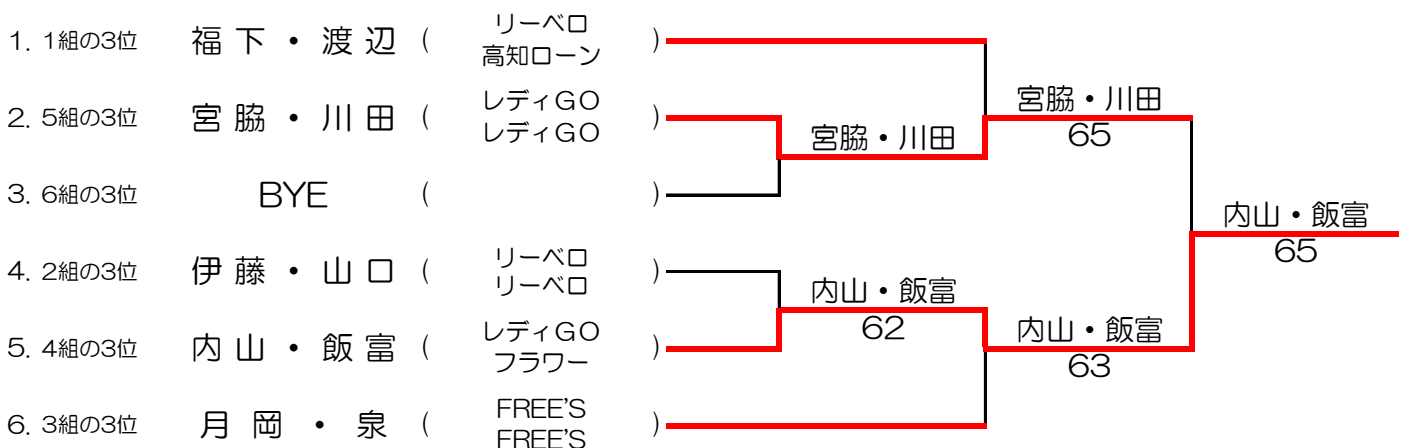 1. 1組の3位 福下・渡辺 ( リーベロ
高知ローン )
2. 5組の3位 宮脇・川田 ( レディGO
レディGO )
3. 6組の3位 BYE ( )
4. 2組の3位 伊藤・山口 ( リーベロ
リーベロ )
5. 4組の3位 内山・飯富 ( レディGO
フラワー )
6. 3組の3位 月岡・泉 ( FREE'S
FREE'S )
宮脇・川田
内山・飯富
62
宮脇・川田
65
内山・飯富
63
内山・飯富
65